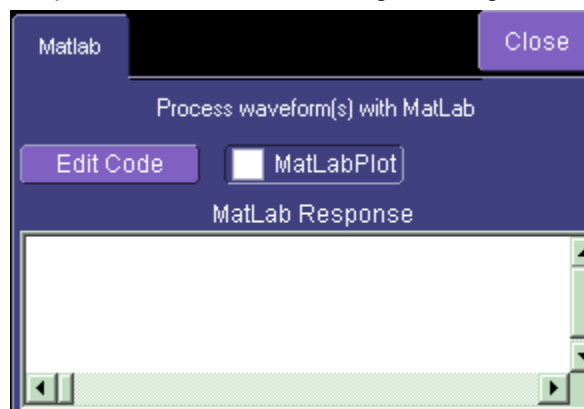 Matlab
Close
Process waveform(s) with MatLab
Edit Code
MatLabPlot
MatLab Response